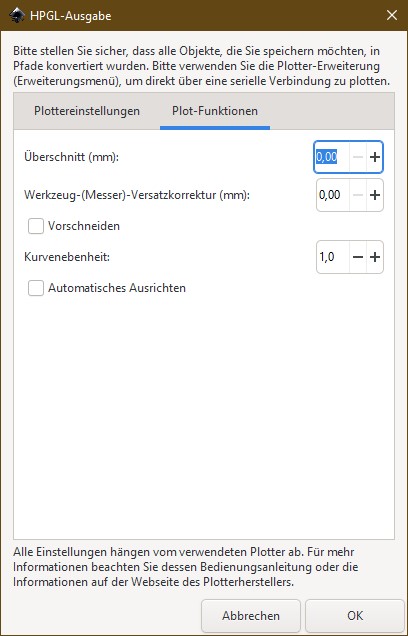 HPGL-Ausgabe
Bitte stellen Sie sicher, dass alle Objekte, die Sie speichern möchten, in
Pfade konvertiert wurden. Bitte verwenden Sie die Plotter-Erweiterung
(Erweiterungsmenü), um direkt über eine serielle Verbindung zu plotten.
Plottereinstellungen Plot-Funktionen
Überschnitt (mm): 0,00
Werkzeug-(Messer)-Versatzkorrektur (mm): 0,00
Vorschneiden
Kurvenebenheit: 1,0
Automatisches Ausrichten
Alle Einstellungen hängen vom verwendeten Plotter ab. Für mehr
Informationen beachten Sie dessen Bedienungsanleitung oder die
Informationen auf der Webseite des Plotterherstellers.
Abbrechen OK